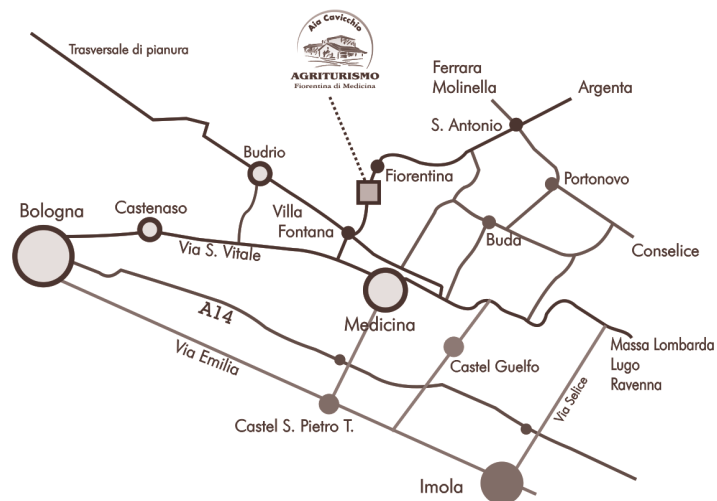 Aia Cavicchio
AGRITURISMO
Fiorentina di Medicina
Trasversale di pianura
Ferrara
Molinella
Argenta
S. Antonio
Budrio
Fiorentina
Portonovo
Bologna
Castenaso
Villa
Fontana
Via S. Vitale
Buda
Conselice
A14
Medicina
Via Emilia
Castel Guelfo
Massa Lombarda
Lugo
Ravenna
Via Selice
Castel S. Pietro T.
Imola